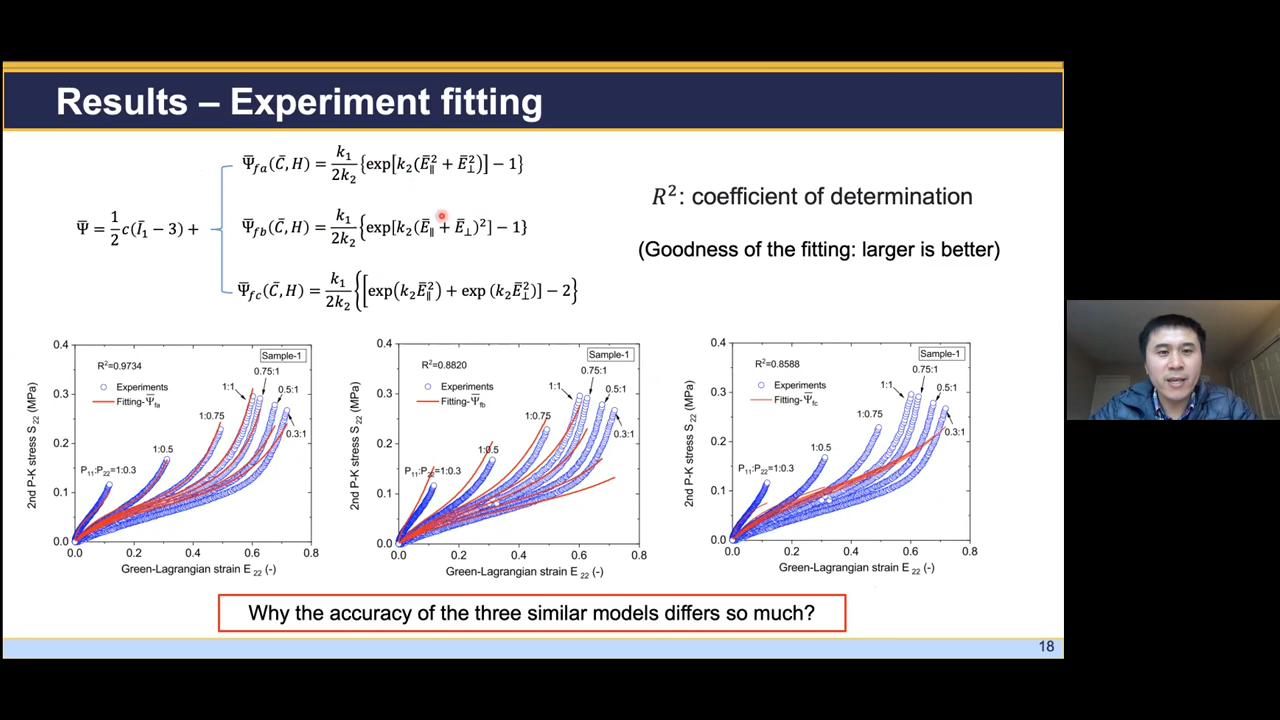 Results – Experiment fitting
Ψ̅ = 1/2 c(I̅₁ − 3) +
Ψ̅_fa(C̅, H) = k₁/2k₂ {exp[k₂(E̅∥² + E̅⊥²)] − 1}
Ψ̅_fb(C̅, H) = k₁/2k₂ {exp[k₂(E̅∥ + E̅⊥)²] − 1}
Ψ̅_fc(C̅, H) = k₁/2k₂ {[exp(k₂E̅∥²) + exp (k₂E̅⊥²)] − 2}
R²: coefficient of determination
(Goodness of the fitting: larger is better)
2nd P-K stress S₂₂ (MPa)
0.4
0.3
0.2
0.1
0.0
R²=0.9734
Sample-1
Experiments
Fitting-Ψ̅fa
0.75:1
1:1
0.5:1
1:0.75
0.3:1
1:0.5
P₁₁:P₂₂=1:0.3
0.0 0.2 0.4 0.6 0.8
Green-Lagrangian strain E₂₂ (-)
2nd P-K stress S₂₂ (MPa)
0.4
0.3
0.2
0.1
0.0
R²=0.8820
Sample-1
Experiments
Fitting-Ψ̅fb
0.75:1
1:1
0.5:1
1:0.75
0.3:1
1:0.5
P₁₁:P₂₂=1:0.3
0.0 0.2 0.4 0.6 0.8
Green-Lagrangian strain E₂₂ (-)
2nd P-K stress S₂₂ (MPa)
0.4
0.3
0.2
0.1
0.0
R²=0.8588
Sample-1
Experiments
Fitting-Ψ̅fc
0.75:1
1:1
0.5:1
1:0.75
0.3:1
1:0.5
P₁₁:P₂₂=1:0.3
0.0 0.2 0.4 0.6 0.8
Green-Lagrangian strain E₂₂ (-)
Why the accuracy of the three similar models differs so much?
18